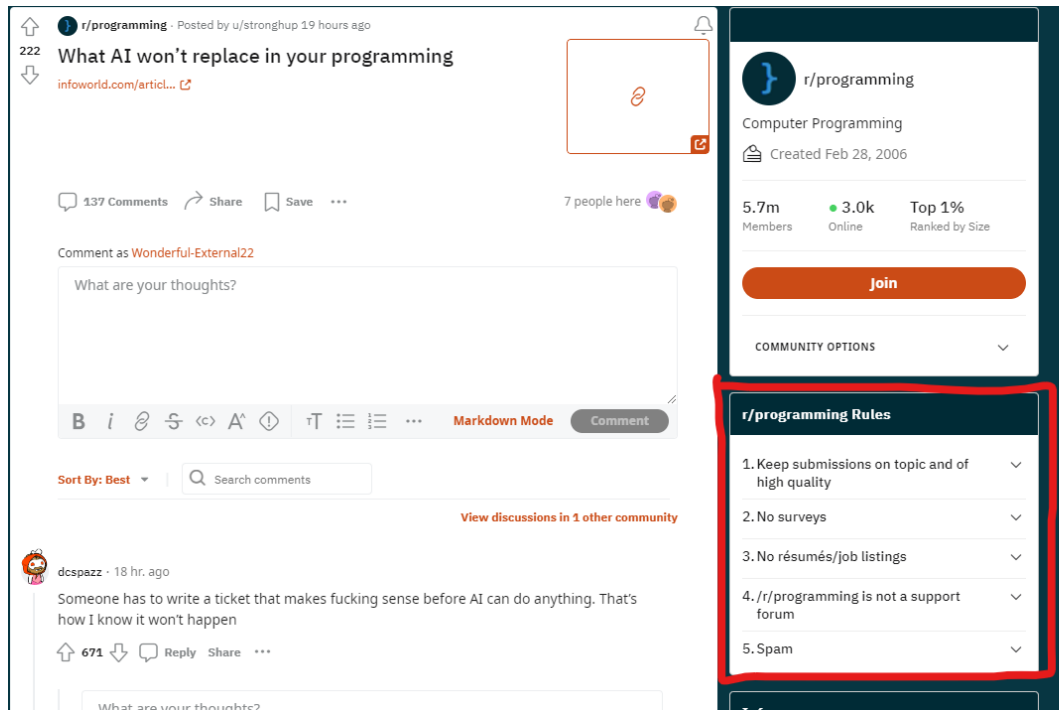 r/programming · Posted by u/stronghup 19 hours ago
222
What AI won’t replace in your programming
infoworld.com/articl...
137 Comments Share Save ···
7 people here
Comment as Wonderful-External22
What are your thoughts?
B i <c> A^ T ··· Markdown Mode Comment
Sort By: Best
Search comments
View discussions in 1 other community
dcspazz · 18 hr. ago
Someone has to write a ticket that makes fucking sense before AI can do anything. That’s
how I know it won’t happen
671 Reply Share ···
What are your thoughts?
r/programming
Computer Programming
Created Feb 28, 2006
5.7m 3.0k Top 1%
Members Online Ranked by Size
Join
COMMUNITY OPTIONS
r/programming Rules
1. Keep submissions on topic and of
high quality
2. No surveys
3. No résumés/job listings
4. /r/programming is not a support
forum
5. Spam